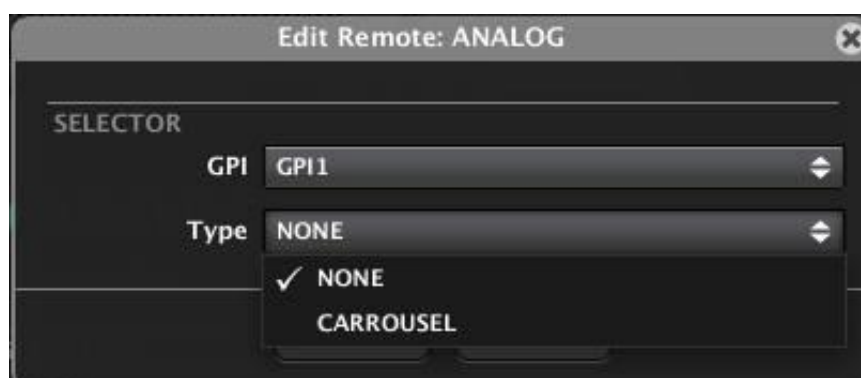 Edit Remote: ANALOG
SELECTOR
GPI GPI1
Type NONE
NONE
CARROUSEL